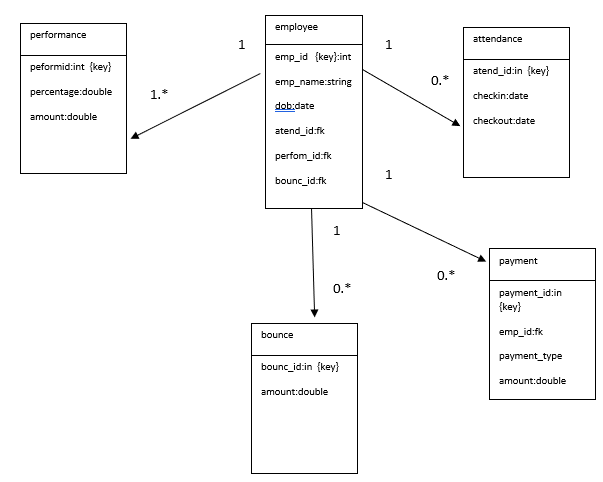 performance
peformid:int {key}
percentage:double
amount:double
1
1.*
employee
emp_id {key}:int
emp_name:string
dob:date
atend_id:fk
perfom_id:fk
bounc_id:fk
1
0.*
attendance
atend_id:in {key}
checkin:date
checkout:date
1
0.*
1
0.*
payment
payment_id:in
{key}
emp_id:fk
payment_type
amount:double
bounce
bounc_id:in {key}
amount:double